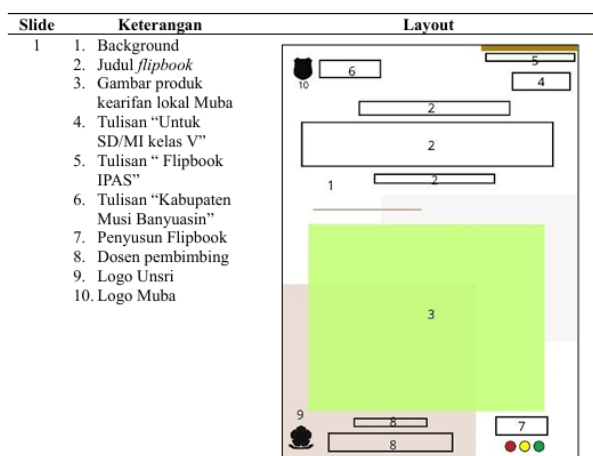 Slide Keterangan Layout
1 1. Background
2. Judul flipbook
3. Gambar produk
kearifan lokal Muba
4. Tulisan “Untuk
SD/MI kelas V”
5. Tulisan “ Flipbook
IPAS”
6. Tulisan “Kabupaten
Musi Banyuasin”
7. Penyusun Flipbook
8. Dosen pembimbing
9. Logo Unsri
10. Logo Muba
5
6
4
10
2
2
2
1
3
9
8
7
8